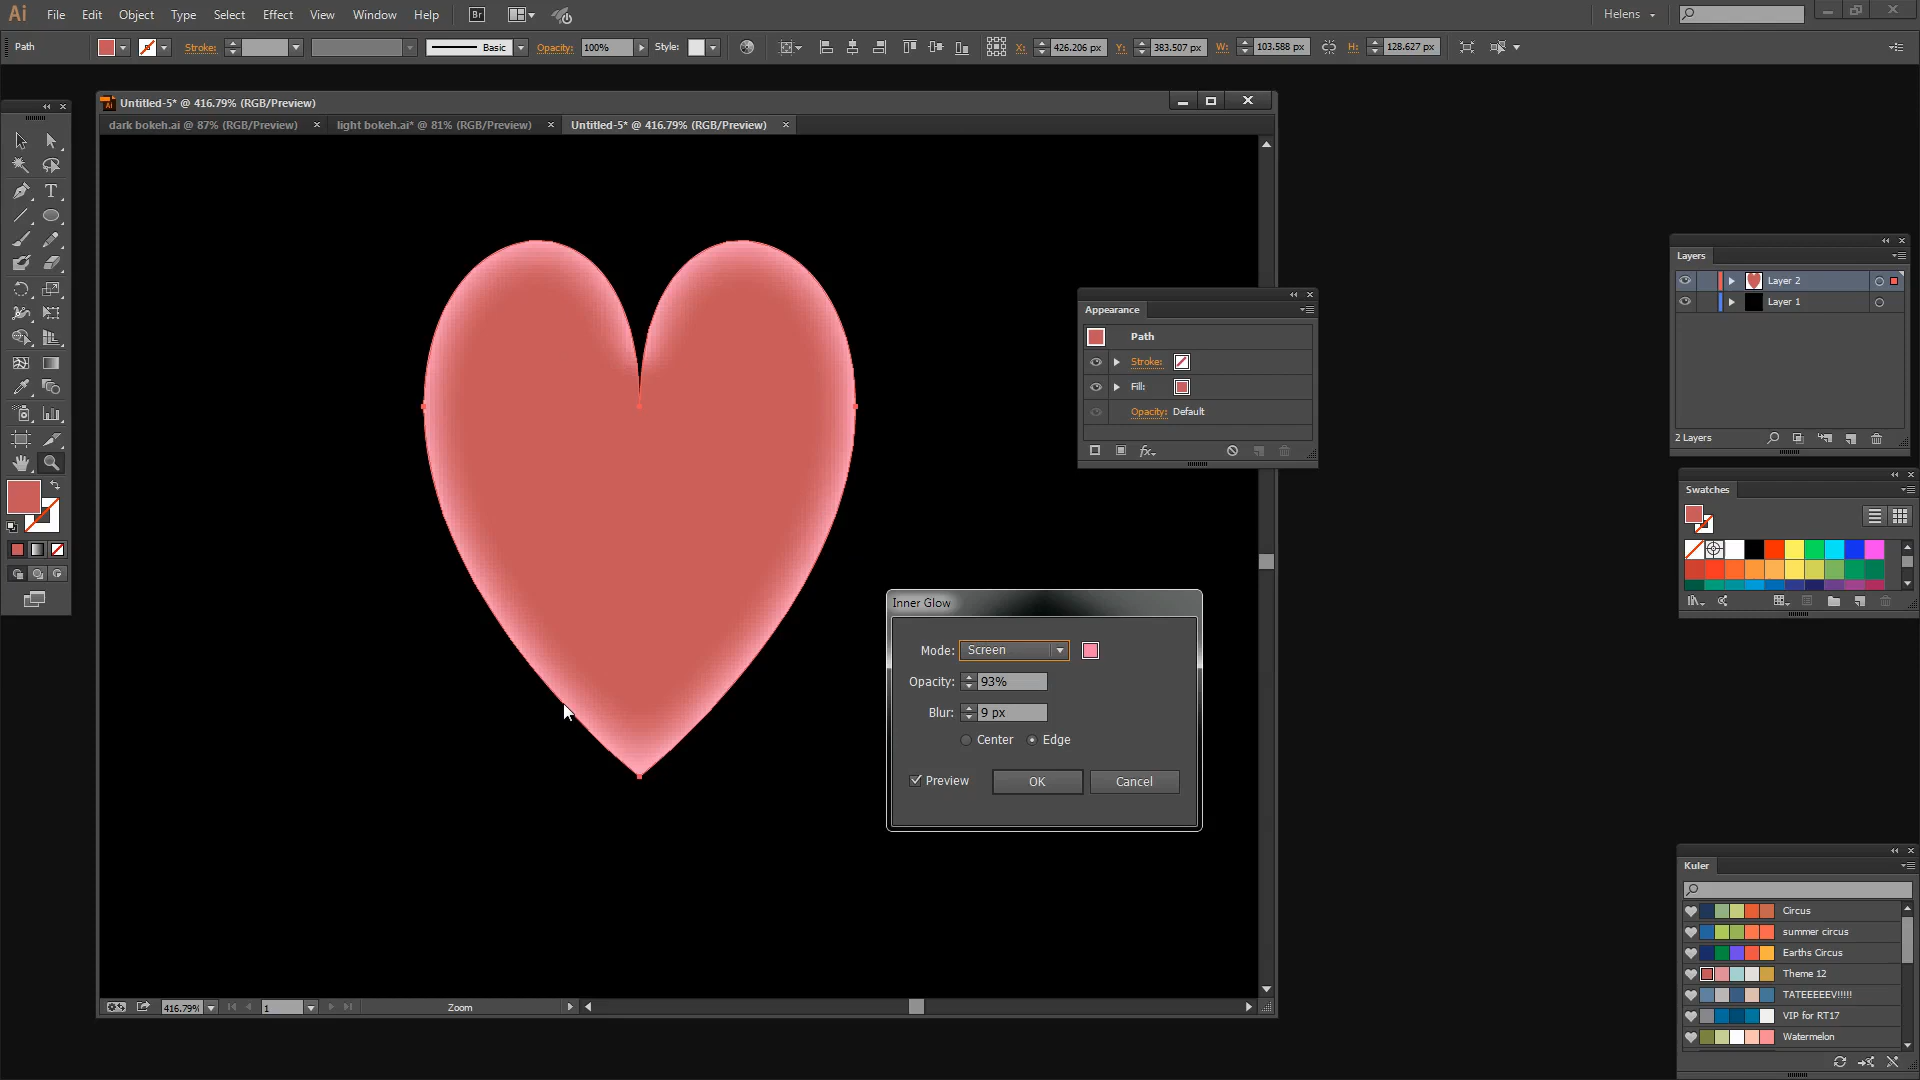 Ai File Edit Object Type Select Effect View Window Help Br Helens
Path Stroke: Basic Opacity: 100% Style: X: 426.206 px Y: 383.507 px W: 103.588 px H: 128.627 px
Untitled-5* @ 416.79% (RGB/Preview)
dark bokeh.ai @ 87% (RGB/Preview) light bokeh.ai* @ 81% (RGB/Preview) Untitled-5* @ 416.79% (RGB/Preview)
Layers
Layer 2
Layer 1
2 Layers
Appearance
Path
Stroke:
Fill:
Opacity: Default
fx
Swatches
Inner Glow
Mode: Screen
Opacity: 93%
Blur: 9 px
Center Edge
Preview OK Cancel
Kuler
Circus
summer circus
Earths Circus
Theme 12
TATEEEEEV!!!!!
VIP for RT17
Watermelon
416.79% 1 Zoom